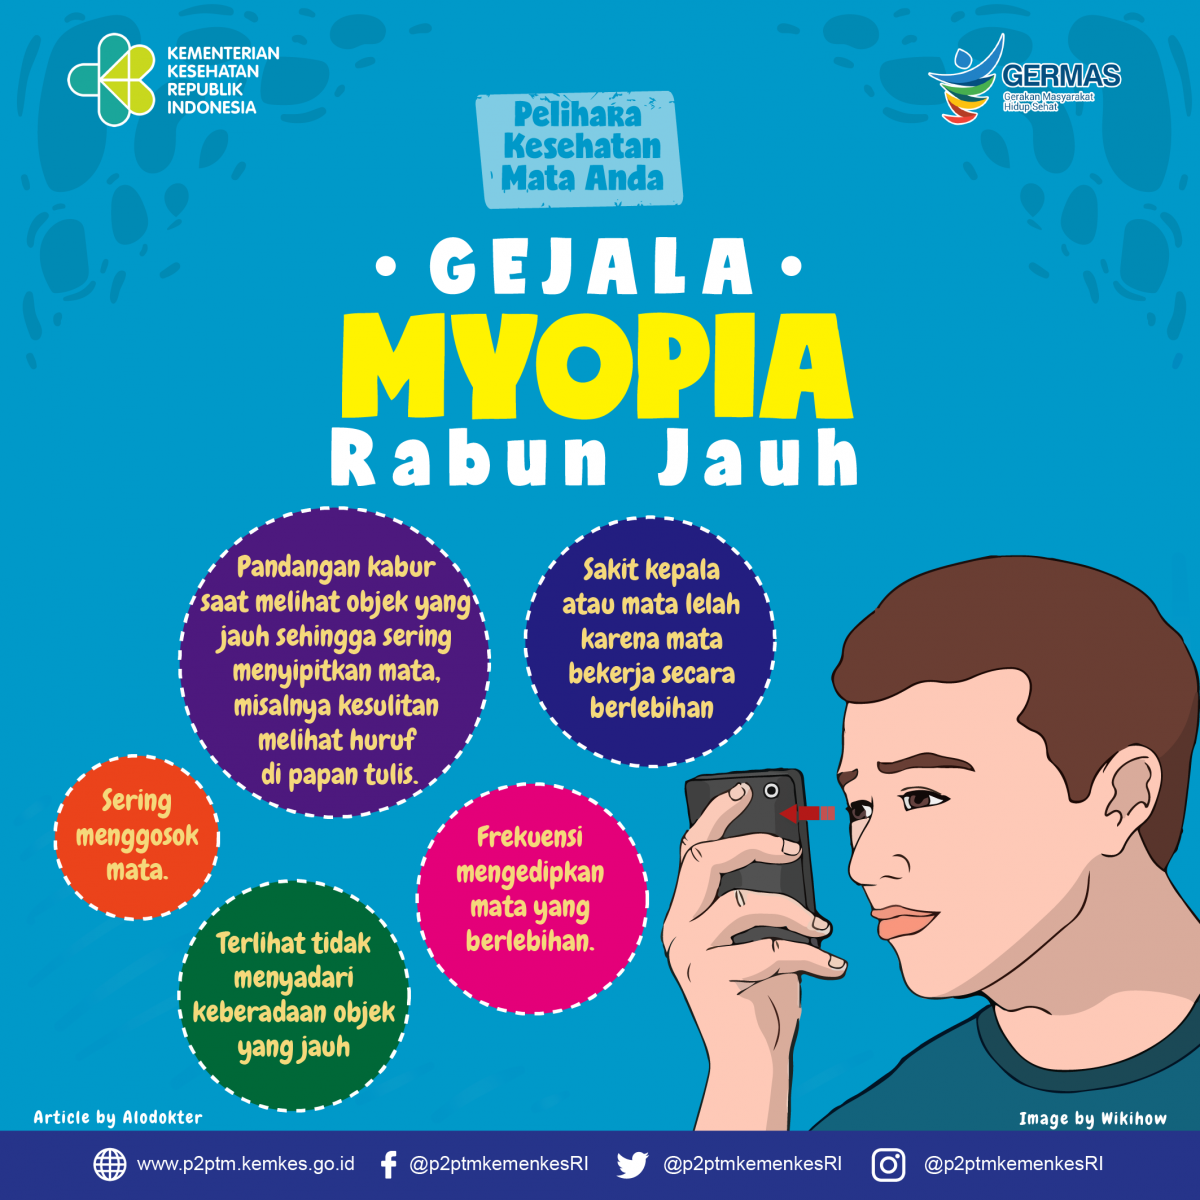 KEMENTERIAN
KESEHATAN
REPUBLIK
INDONESIA
GERMAS
Gerakan Masyarakat
Hidup Sehat
Pelihara
Kesehatan
Mata Anda
• GEJALA •
MYOPIA
Rabun Jauh
Pandangan kabur
saat melihat objek yang
jauh sehingga sering
menyipitkan mata,
misalnya kesulitan
melihat huruf
di papan tulis.
Sakit kepala
atau mata lelah
karena mata
bekerja secara
berlebihan
Sering
menggosok
mata.
Frekuensi
mengedipkan
mata yang
berlebihan.
Terlihat tidak
menyadari
keberadaan objek
yang jauh
Article by Alodokter
Image by Wikihow
www.p2ptm.kemkes.go.id
@p2ptmkemenkesRI
@p2ptmkemenkesRI
@p2ptmkemenkesRI